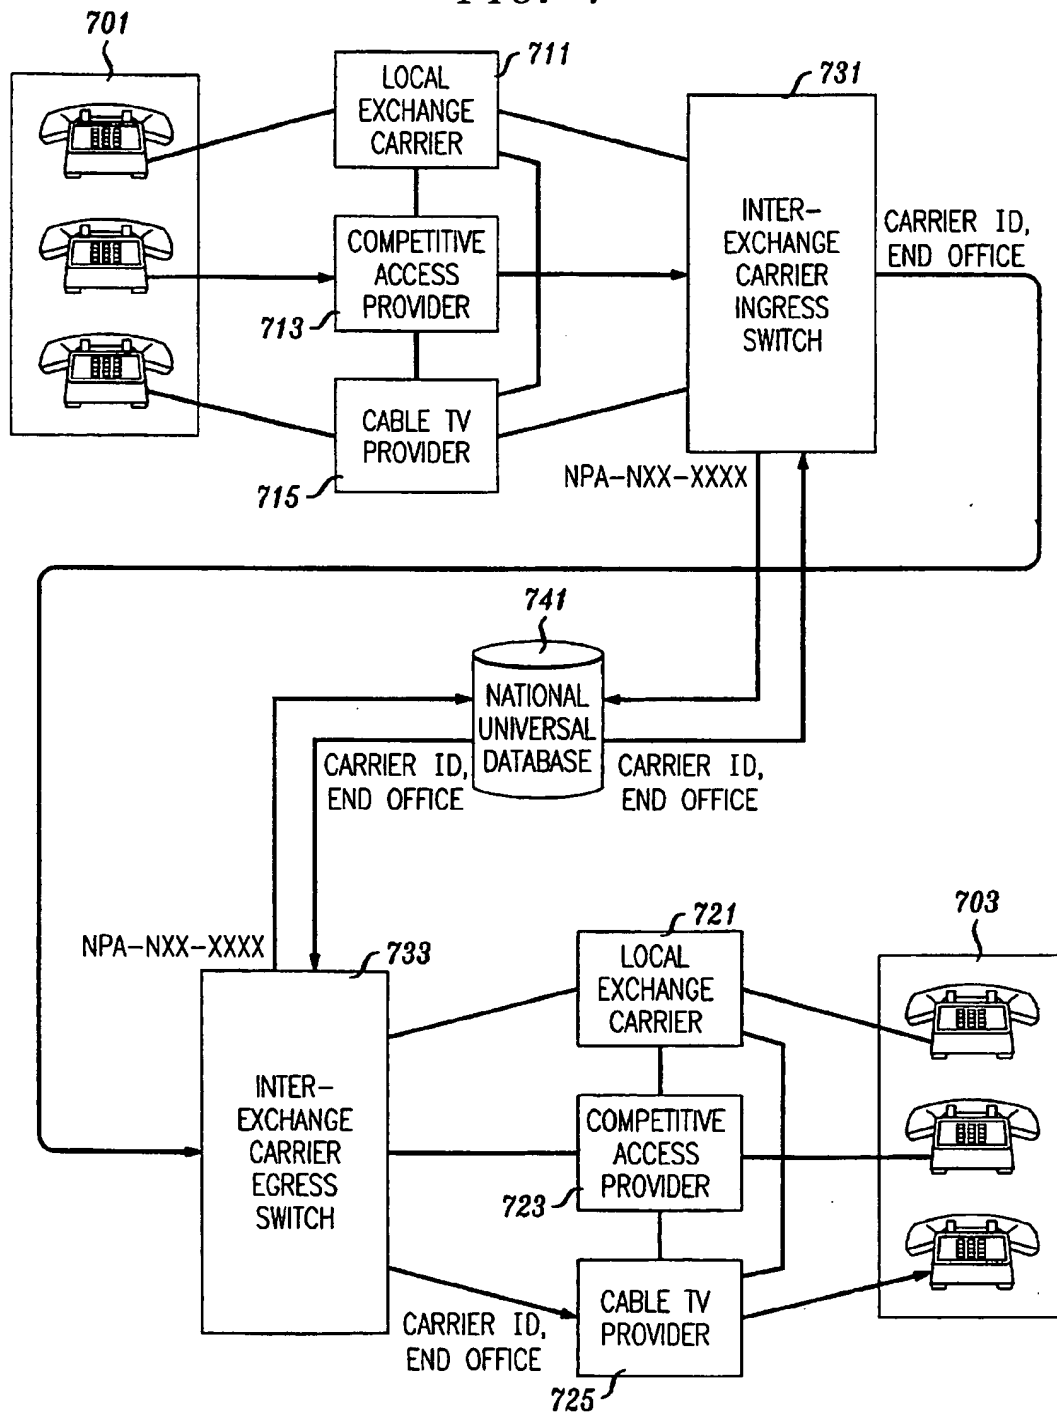 701
711
LOCAL
EXCHANGE
CARRIER
731
INTER-
EXCHANGE
CARRIER
INGRESS
SWITCH
CARRIER ID,
END OFFICE
COMPETITIVE
ACCESS
PROVIDER
713
CABLE TV
PROVIDER
715
NPA-NXX-XXXX
741
NATIONAL
UNIVERSAL
DATABASE
CARRIER ID,
END OFFICE
CARRIER ID,
END OFFICE
NPA-NXX-XXXX
733
INTER-
EXCHANGE
CARRIER
EGRESS
SWITCH
721
LOCAL
EXCHANGE
CARRIER
703
COMPETITIVE
ACCESS
PROVIDER
723
CABLE TV
PROVIDER
725
CARRIER ID,
END OFFICE